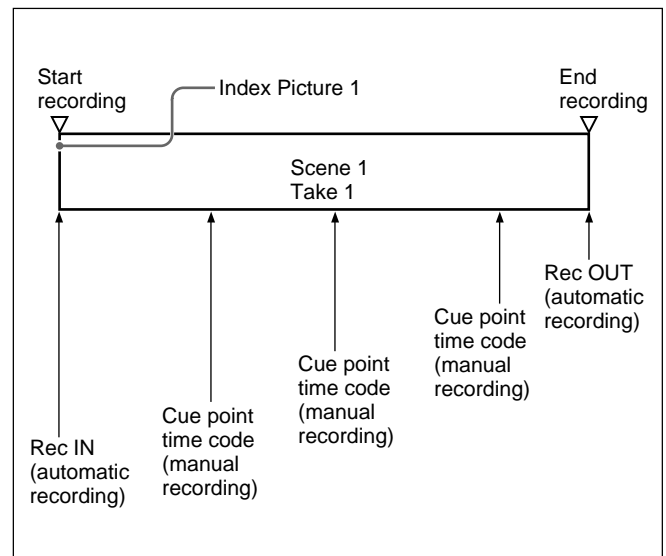 Start
recording
Index Picture 1
End
recording
Scene 1
Take 1
Rec IN
(automatic
recording)
Cue point
time code
(manual
recording)
Cue point
time code
(manual
recording)
Cue point
time code
(manual
recording)
Rec OUT
(automatic
recording)